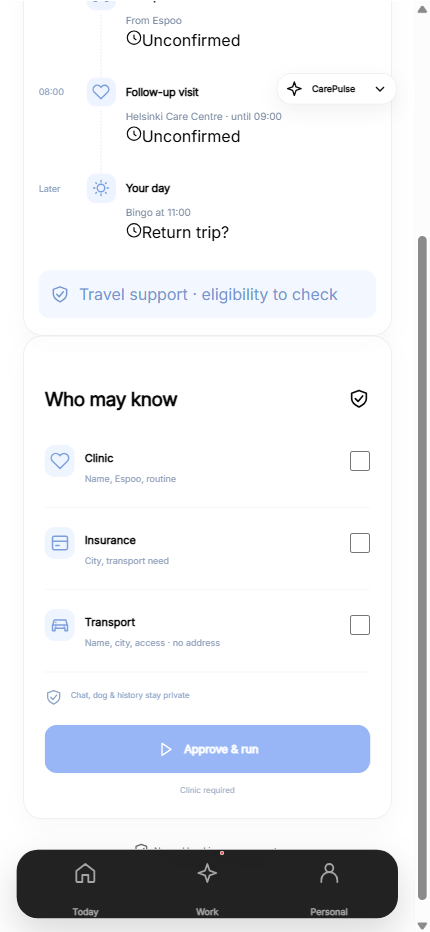 From Espoo
Unconfirmed
08:00
Follow-up visit
CarePulse
Helsinki Care Centre · until 09:00
Unconfirmed
Later
Your day
Bingo at 11:00
Return trip?
Travel support · eligibility to check
Who may know
Clinic
Name, Espoo, routine
Insurance
City, transport need
Transport
Name, city, access · no address
Chat, dog & history stay private
Approve & run
Clinic required
Today
Work
Personal